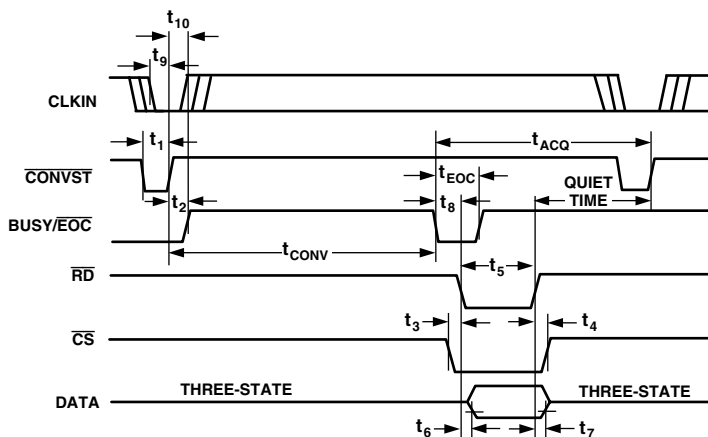 t10
t9
CLKIN
t1
tACQ
CONVST
tEOC
QUIET
TIME
t2
t8
BUSY/EOC
tCONV
t5
RD
t3
t4
CS
THREE-STATE
THREE-STATE
DATA
t6
t7